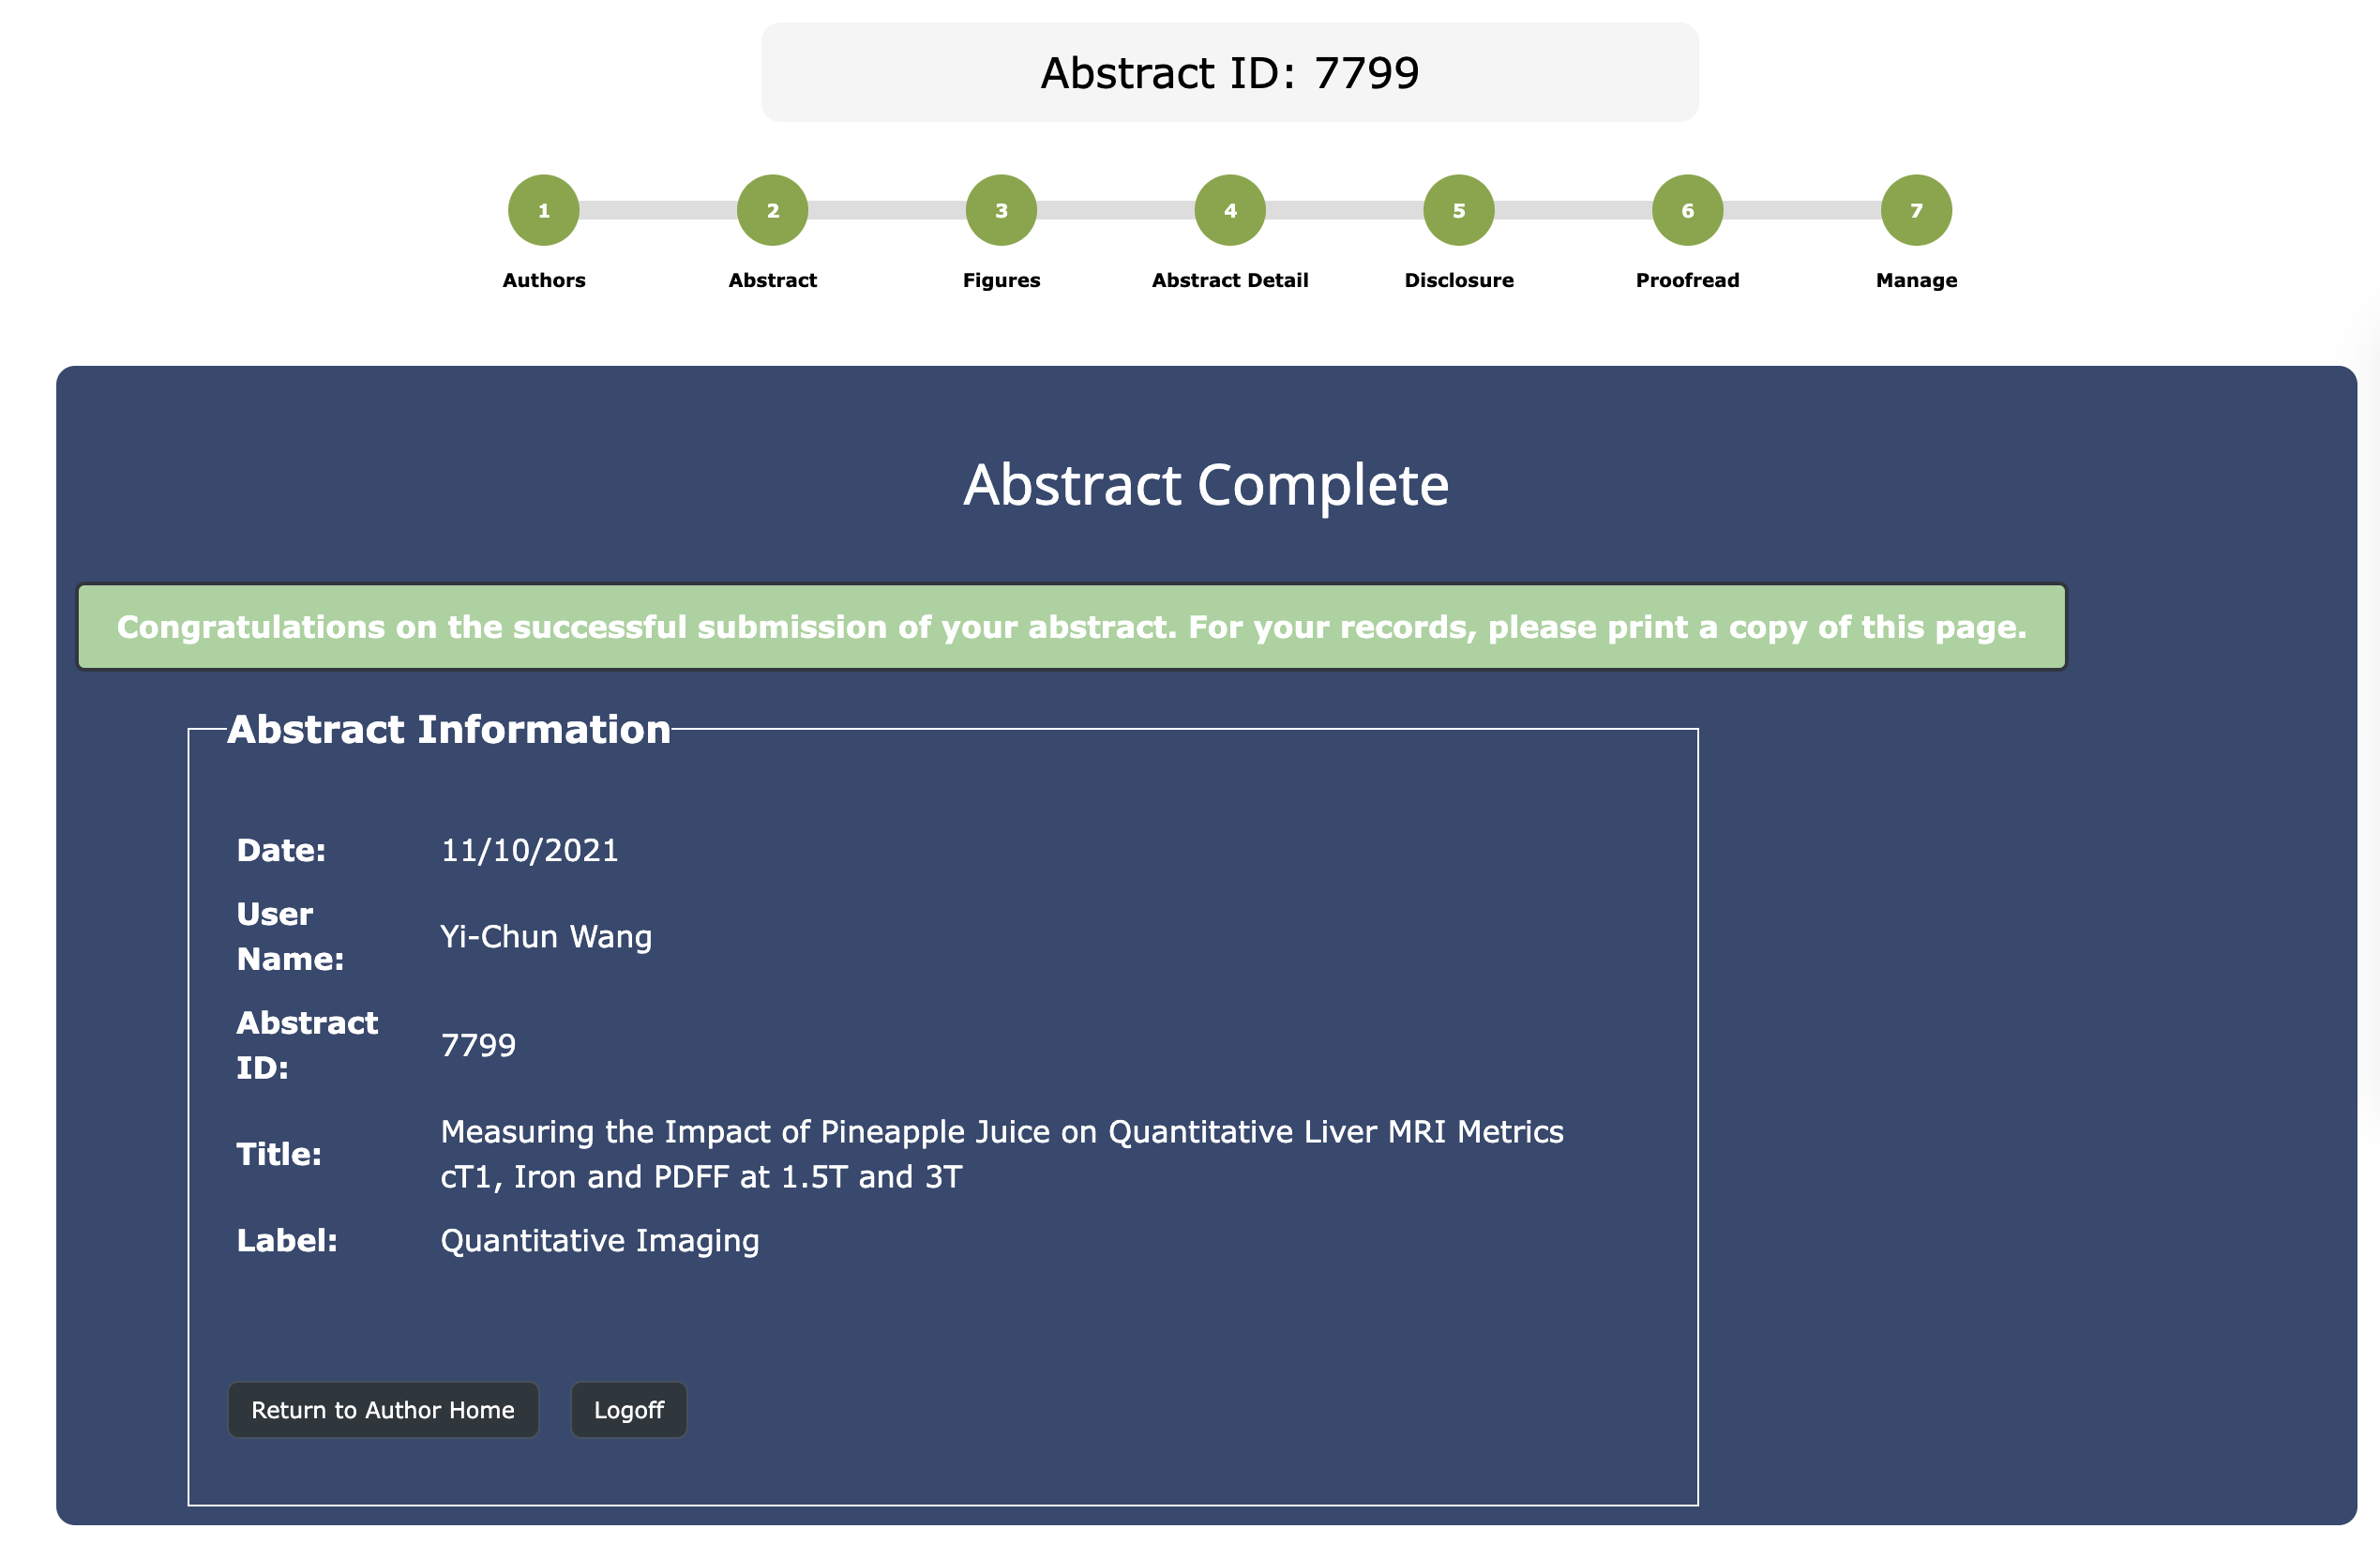 Abstract ID: 7799
1 2 3 4 5 6 7
Authors Abstract Figures Abstract Detail Disclosure Proofread Manage
Abstract Complete
Congratulations on the successful submission of your abstract. For your records, please print a copy of this page.
Abstract Information
Date: 11/10/2021
User
Name:
Yi-Chun Wang
Abstract
ID:
7799
Title:
Measuring the Impact of Pineapple Juice on Quantitative Liver MRI Metrics
cT1, Iron and PDFF at 1.5T and 3T
Label: Quantitative Imaging
Return to Author Home Logoff